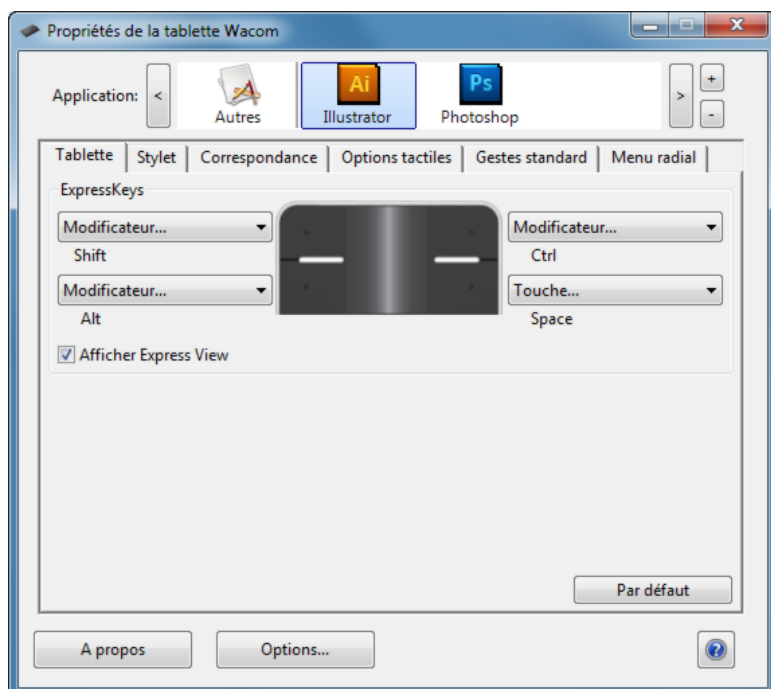 Propriétés de la tablette Wacom
Application:
<
Ai
Ps
>
+
-
Autres
Illustrator
Photoshop
Tablette
Stylet
Correspondance
Options tactiles
Gestes standard
Menu radial
ExpressKeys
Modificateur...
Modificateur...
Shift
Ctrl
Modificateur...
Touche...
Alt
Space
Afficher Express View
Par défaut
A propos
Options...
?